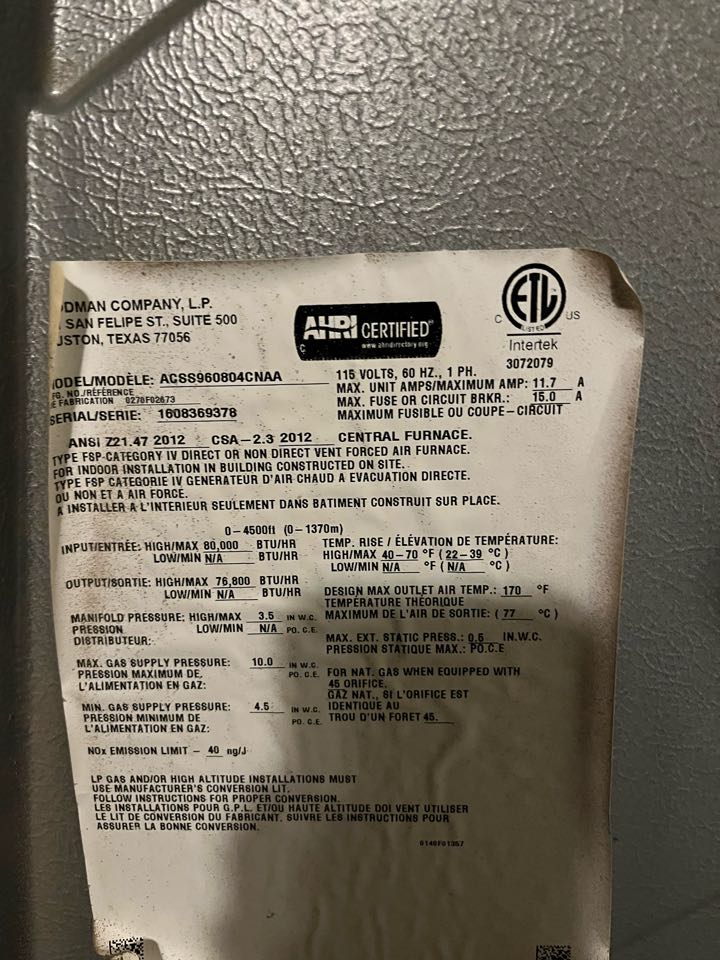 ODMAN COMPANY, L.P.
SAN FELIPE ST., SUITE 500
USTON, TEXAS 77056
AHRI CERTIFIED®
www.ahridirectory.org
C
ETL
LISTED
C US
Intertek
3072079
MODEL/MODÈLE: ACSS960804CNAA
FG. NO./RÉFÉRENCE
E FABRICATION 0270F02673
SERIAL/SERIE: 1608369378
115 VOLTS, 60 HZ., 1 PH.
MAX. UNIT AMPS/MAXIMUM AMP: 11.7 A
MAX. FUSE OR CIRCUIT BRKR.: 15.0 A
MAXIMUM FUSIBLE OU COUPE-CIRCUIT
ANSI Z21.47 2012 CSA-2.3 2012 CENTRAL FURNACE.
TYPE FSP-CATEGORY IV DIRECT OR NON DIRECT VENT FORCED AIR FURNACE.
FOR INDOOR INSTALLATION IN BUILDING CONSTRUCTED ON SITE.
TYPE FSP CATEGORIE IV GENERATEUR D'AIR CHAUD A EVACUATION DIRECTE.
OU NON ET A AIR FORCE.
A INSTALLER A L'INTERIEUR SEULEMENT DANS BATIMENT CONSTRUIT SUR PLACE.
0-4500ft (0-1370m)
INPUT/ENTRÉE: HIGH/MAX 80,000 BTU/HR
LOW/MIN N/A BTU/HR
OUTPUT/SORTIE: HIGH/MAX 76,800 BTU/HR
LOW/MIN N/A BTU/HR
MANIFOLD PRESSURE: HIGH/MAX 3.5 IN W.C.
PRESSION LOW/MIN N/A PO. C.E.
DISTRIBUTEUR:
MAX. GAS SUPPLY PRESSURE: 10.0 IN W.C.
PRESSION MAXIMUM DE PO. C.E.
L'ALIMENTATION EN GAZ:
MIN. GAS SUPPLY PRESSURE: 4.5 IN W.C.
PRESSION MINIMUM DE PO. C.E.
L'ALIMENTATION EN GAZ:
NOx EMISSION LIMIT - 40 ng/J
TEMP. RISE / ÉLÉVATION DE TEMPÉRATURE:
HIGH/MAX 40-70 °F ( 22-39 °C )
LOW/MIN N/A °F ( N/A °C )
DESIGN MAX OUTLET AIR TEMP.: 170 °F
TEMPÉRATURE THÉORIQUE
MAXIMUM DE L'AIR DE SORTIE: ( 77 °C )
MAX. EXT. STATIC PRESS.: 0.5 IN.W.C.
PRESSION STATIQUE MAX.: PO.C.E
FOR NAT. GAS WHEN EQUIPPED WITH
45 ORIFICE.
GAZ NAT., SI L'ORIFICE EST
IDENTIQUE AU
TROU D'UN FORET 45.
LP GAS AND/OR HIGH ALTITUDE INSTALLATIONS MUST
USE MANUFACTURER'S CONVERSION LIT.
FOLLOW INSTRUCTIONS FOR PROPER CONVERSION.
LES INSTALLATIONS POUR G.P.L. ET/OU HAUTE ALTITUDE DOI VENT UTILISER
LE LIT DE CONVERSION DU FABRICANT. SUIVRE LES INSTRUCTIONS POUR
ASSURER LA BONNE CONVERSION.
0140F01357